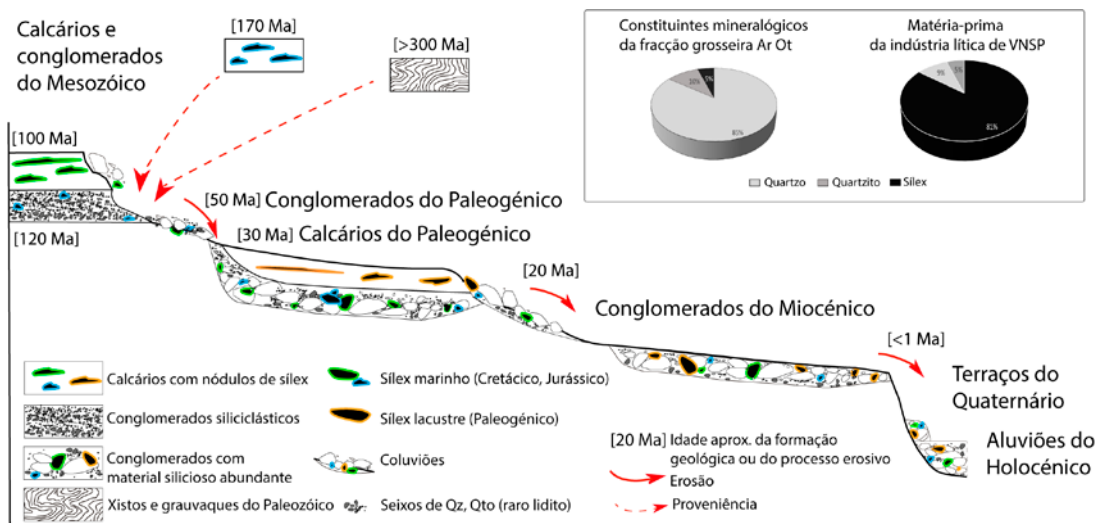 Calcários e
conglomerados
do Mesozóico
[170 Ma]
[>300 Ma]
Constituintes mineralógicos
da fracção grosseira Ar Ot
Matéria-prima
da indústria lítica de VNSP
5%
9%
5%
81%
Quartzo
Quartzito
Sílex
[100 Ma]
[120 Ma]
[50 Ma] Conglomerados do Paleogénico
[30 Ma] Calcários do Paleogénico
[20 Ma]
Conglomerados do Miocénico
[<1 Ma]
Terraços do
Quaternário
Aluviões do
Holocénico
Calcários com nódulos de sílex
Conglomerados siliciclásticos
Conglomerados com
material silicioso abundante
Xistos e grauvaques do Paleozóico
Sílex marinho (Cretácico, Jurássico)
Sílex lacustre (Paleogénico)
Coluviões
Seixos de Qz, Qto (raro lidito)
[20 Ma] Idade aprox. da formação
geológica ou do processo erosivo
Erosão
Proveniência